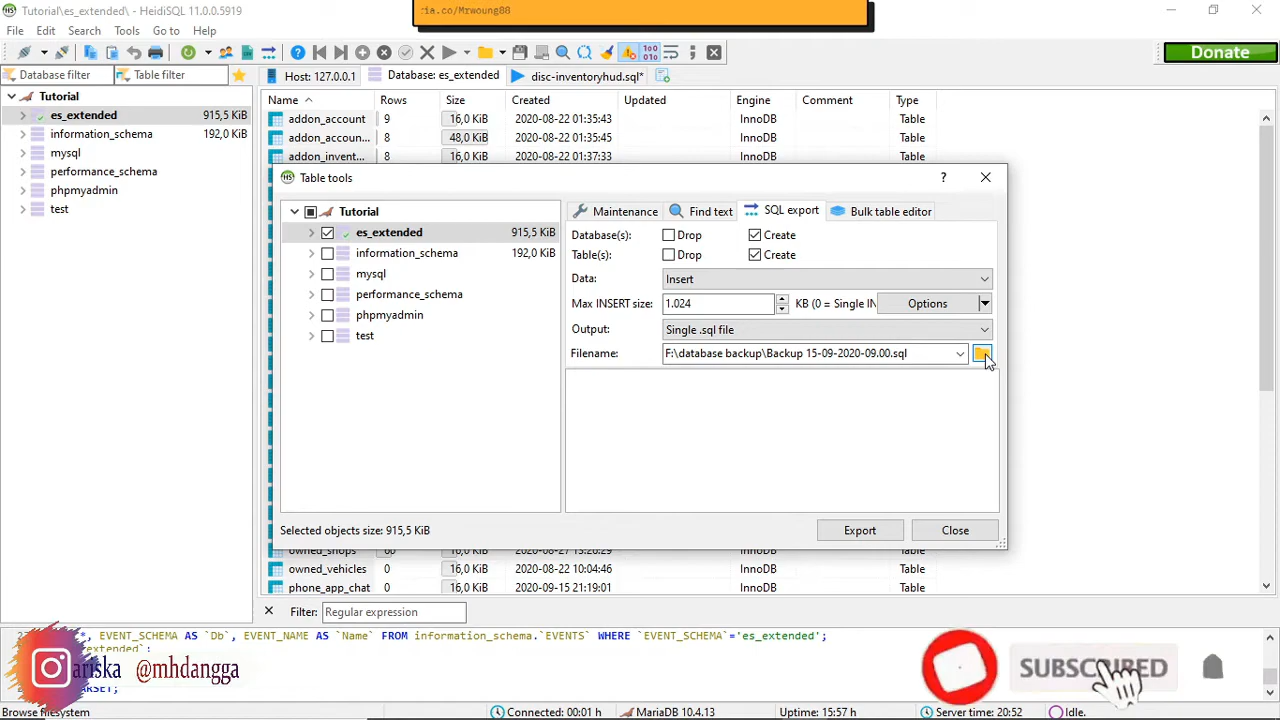 Tutorial\es_extended\ - HeidiSQL 11.0.0.5919
ria.co/Mrwoung88
File Edit Search Tools Go to Help
Donate
Database filter Table filter Host: 127.0.0.1 Database: es_extended disc-inventoryhud.sql*
Tutorial
es_extended 915,5 KiB
information_schema 192,0 KiB
mysql
performance_schema
phpmyadmin
test
Name Rows Size Created Updated Engine Comment Type
addon_account 9 16,0 KiB 2020-08-22 01:35:43 InnoDB Table
addon_accoun... 8 48,0 KiB 2020-08-22 01:35:45 InnoDB Table
addon_invent... 8 16,0 KiB 2020-08-22 01:37:33 InnoDB Table
Table tools
Tutorial
es_extended 915,5 KiB
information_schema 192,0 KiB
mysql
performance_schema
phpmyadmin
test
Maintenance Find text SQL export Bulk table editor
Database(s): Drop Create
Table(s): Drop Create
Data: Insert
Max INSERT size: 1.024 KB (0 = Single IN Options
Output: Single .sql file
Filename: F:\database backup\Backup 15-09-2020-09.00.sql
Selected objects size: 915,5 KiB
Export Close
owned_shops 60 16,0 KiB InnoDB Table
owned_vehicles 0 16,0 KiB 2020-08-22 10:04:46 InnoDB Table
phone_app_chat 0 16,0 KiB 2020-09-15 21:19:01 InnoDB Table
Filter: Regular expression
EVENT_SCHEMA AS `Db`, EVENT_NAME AS `Name` FROM information_schema.`EVENTS` WHERE `EVENT_SCHEMA`='es_extended';
ariska @mhdangga
SUBSCRIBED
Browse filesystem Connected: 00:01 h MariaDB 10.4.13 Uptime: 15:57 h Server time: 20:52 Idle.